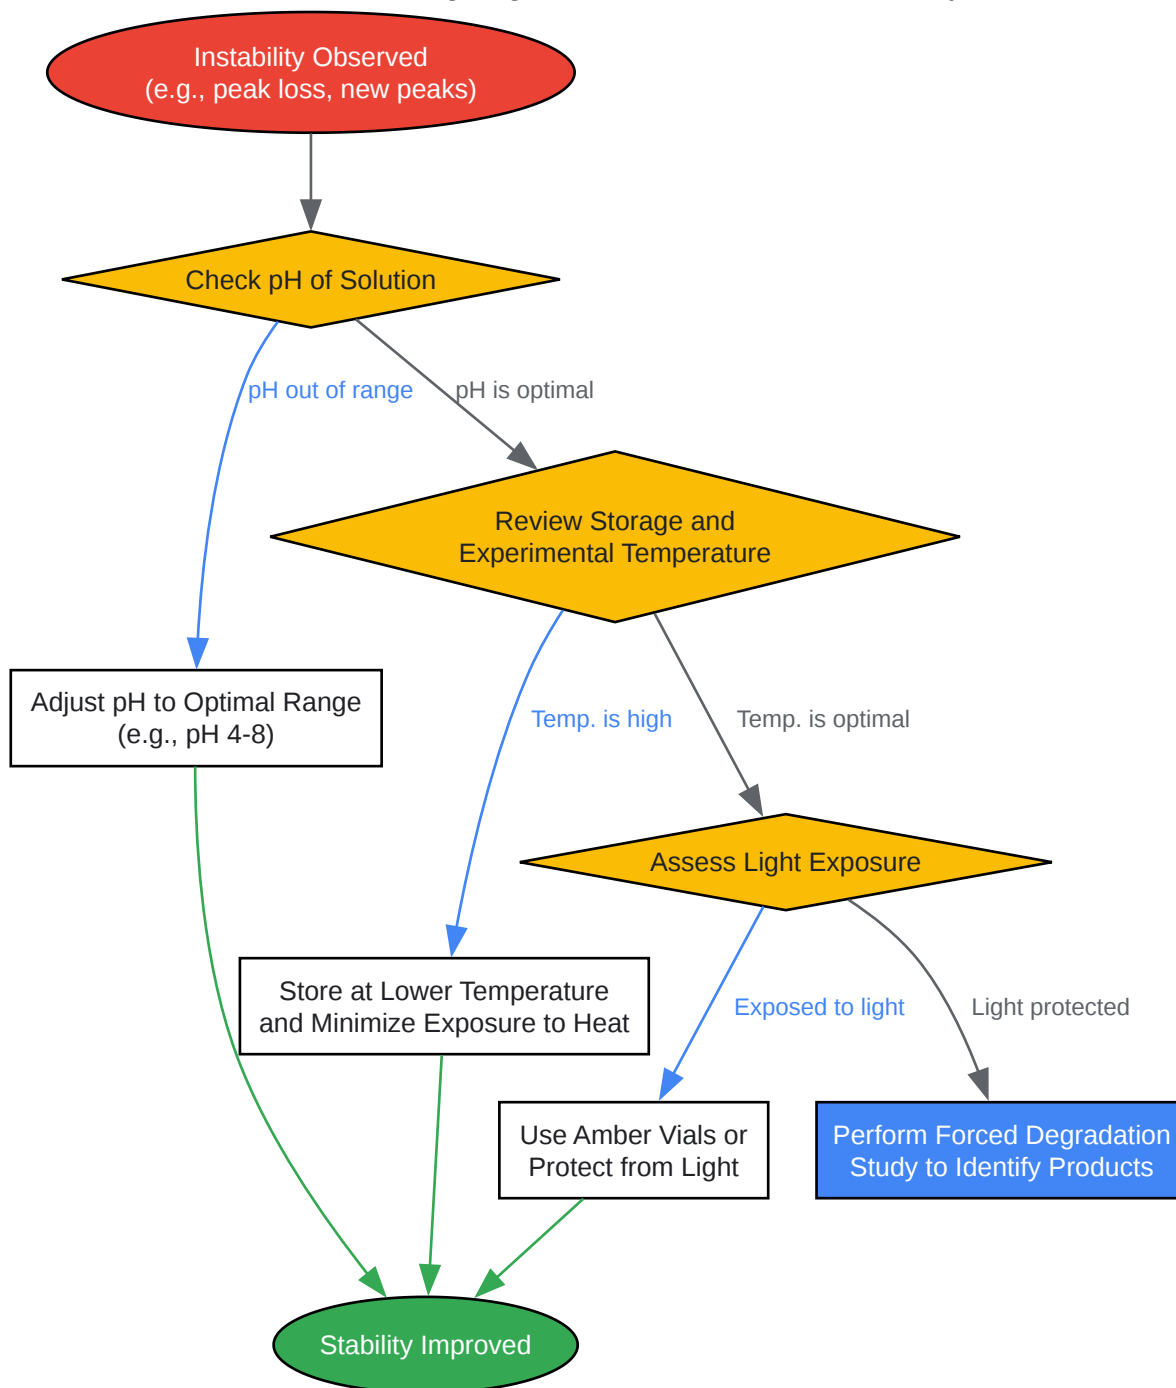 Instability Observed
(e.g., peak loss, new peaks)
Check pH of Solution
pH out of range
pH is optimal
Review Storage and
Experimental Temperature
Adjust pH to Optimal Range
(e.g., pH 4-8)
Temp. is high
Temp. is optimal
Assess Light Exposure
Store at Lower Temperature
and Minimize Exposure to Heat
Exposed to light
Light protected
Use Amber Vials or
Protect from Light
Perform Forced Degradation
Study to Identify Products
Stability Improved